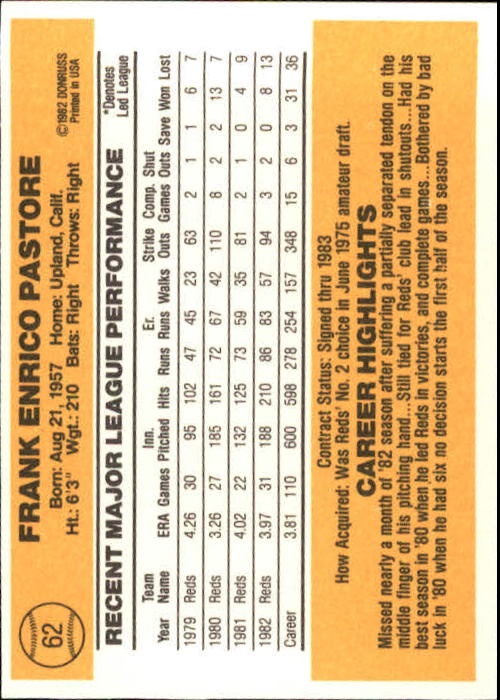 62
FRANK ENRICO PASTORE
Born: Aug 21, 1957 Home: Upland, Calif.
Ht.: 6'3" Wgt.: 210 Bats: Right Throws: Right
©1982 DONRUSS
Printed in USA
RECENT MAJOR LEAGUE PERFORMANCE
*Denotes
Led League
Team Inn. Er. Strike Comp. Shut
Year Name ERA Games Pitched Hits Runs Runs Walks Outs Games Outs Save Won Lost
1979 Reds 4.26 30 95 102 47 45 23 63 2 1 1 6 7
1980 Reds 3.26 27 185 161 72 67 42 110 8 2 2 13 7
1981 Reds 4.02 22 132 125 73 59 35 81 2 1 0 4 9
1982 Reds 3.97 31 188 210 86 83 57 94 3 2 0 8 13
Career 3.81 110 600 598 278 254 157 348 15 6 3 31 36
Contract Status: Signed thru 1983
How Acquired: Was Reds' No. 2 choice in June 1975 amateur draft.
CAREER HIGHLIGHTS
Missed nearly a month of '82 season after suffering a partially separated tendon on the
middle finger of his pitching hand...Still tied for Reds' club lead in shutouts...Had his
best season in '80 when he led Reds in victories, and complete games...Bothered by bad
luck in '80 when he had six no decision starts the first half of the season.